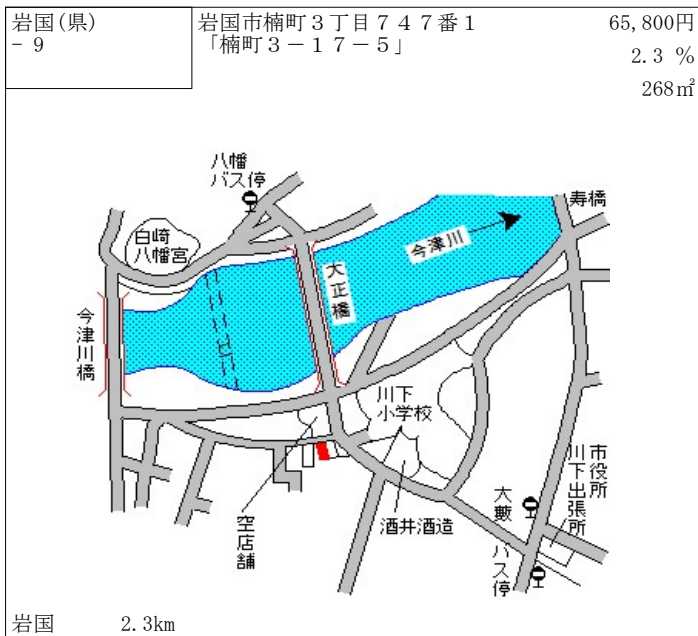 岩国(県)
- 9
岩国市楠町３丁目７４７番１
「楠町３－１７－５」
65,800円
2.3 %
268㎡
八幡
バス停
白崎
八幡宮
寿橋
今津川
大正橋
今津川橋
川下
小学校
市役所
川下出張所
大藪
バス停
酒井酒造
空店舗
岩国
2.3km